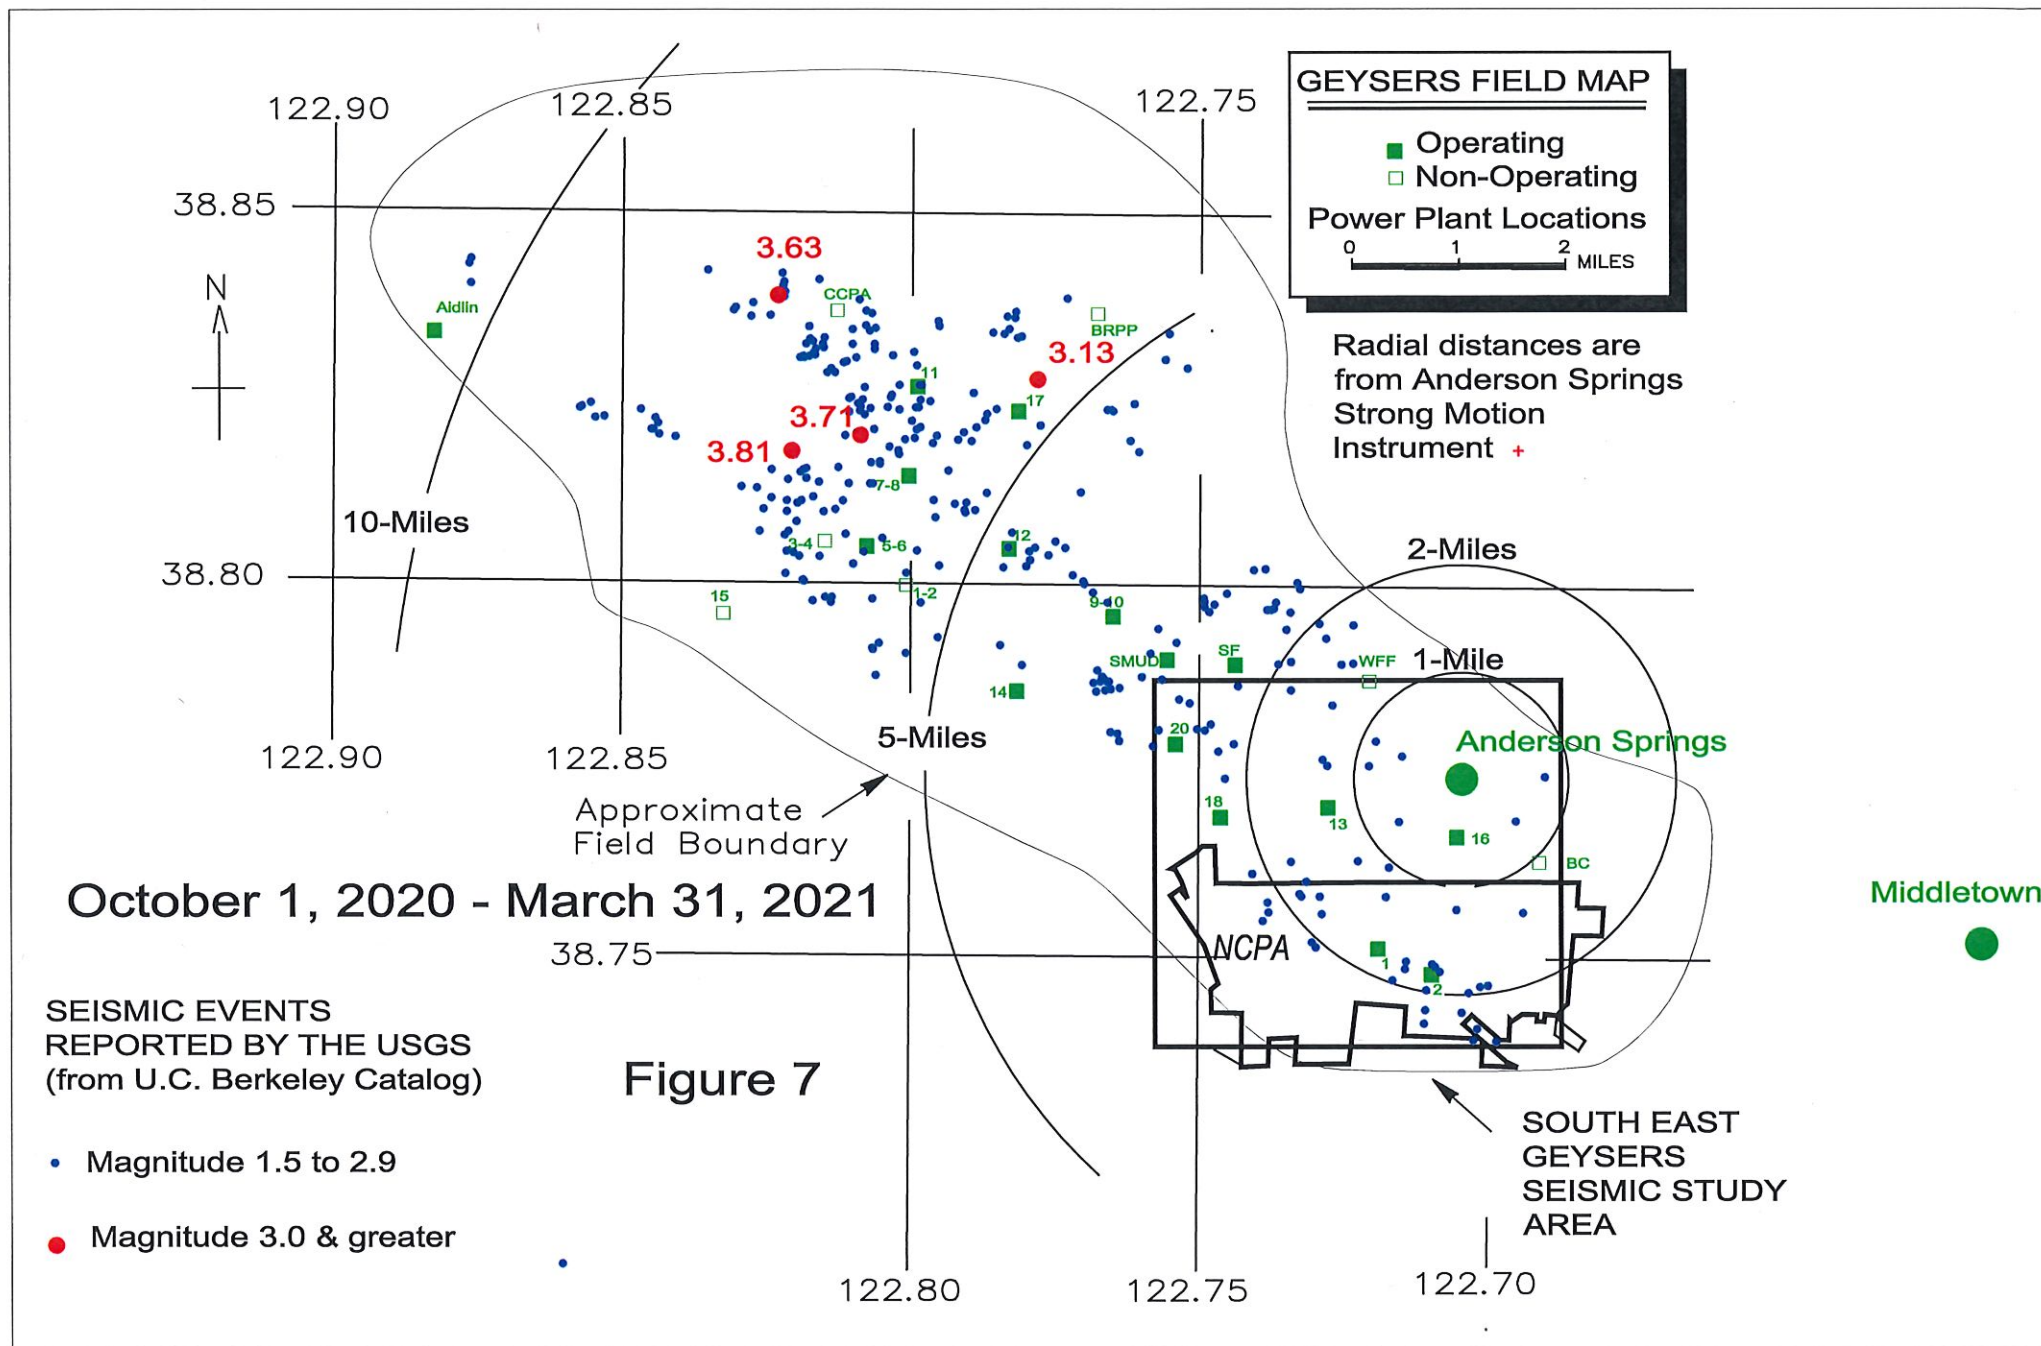 122.90
122.85
122.75
GEYSERS FIELD MAP
Operating
Non-Operating
Power Plant Locations
0 1 2
MILES
38.85
3.63
N
CCPA
Aidlin
BRPP
3.13
Radial distances are
from Anderson Springs
Strong Motion
Instrument +
11
17
3.71
3.81
7-8
10-Miles
12
3-4
5-6
2-Miles
38.80
1-2
15
9-10
SMUD
SF
WFF
1-Mile
14
20
5-Miles
Anderson Springs
122.90
122.85
Approximate
Field Boundary
18
13
16
BC
October 1, 2020 - March 31, 2021
Middletown
38.75
NCPA
1
2
SEISMIC EVENTS
REPORTED BY THE USGS
(from U.C. Berkeley Catalog)
Figure 7
SOUTH EAST
GEYSERS
SEISMIC STUDY
AREA
Magnitude 1.5 to 2.9
Magnitude 3.0 & greater
122.80
122.75
122.70